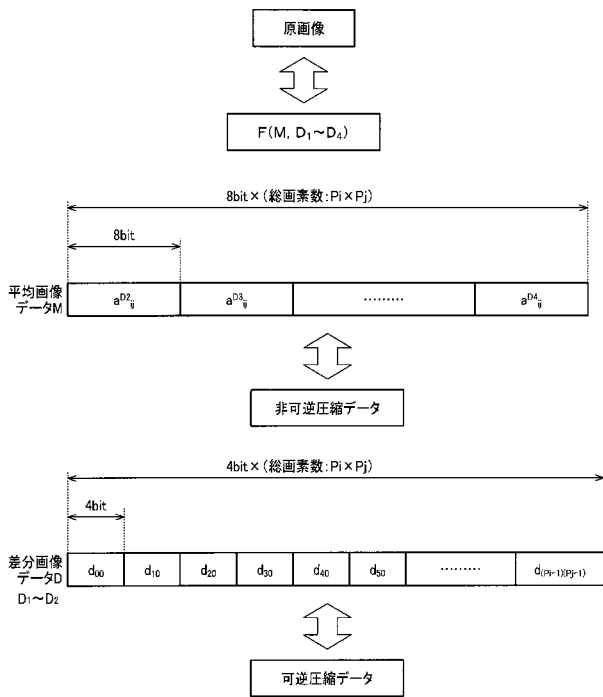 原画像
F(M, D₁～D₄)
8bit×(総画素数:Pi×Pj)
8bit
平均画像
データM
a^D2_ij a^D3_ij ……… a^D4_ij
非可逆圧縮データ
4bit×(総画素数:Pi×Pj)
4bit
差分画像
データD
D₁～D₂
d₀₀ d₁₀ d₂₀ d₃₀ d₄₀ d₅₀ ……… d₍Pi-1)(Pj-1₎
可逆圧縮データ